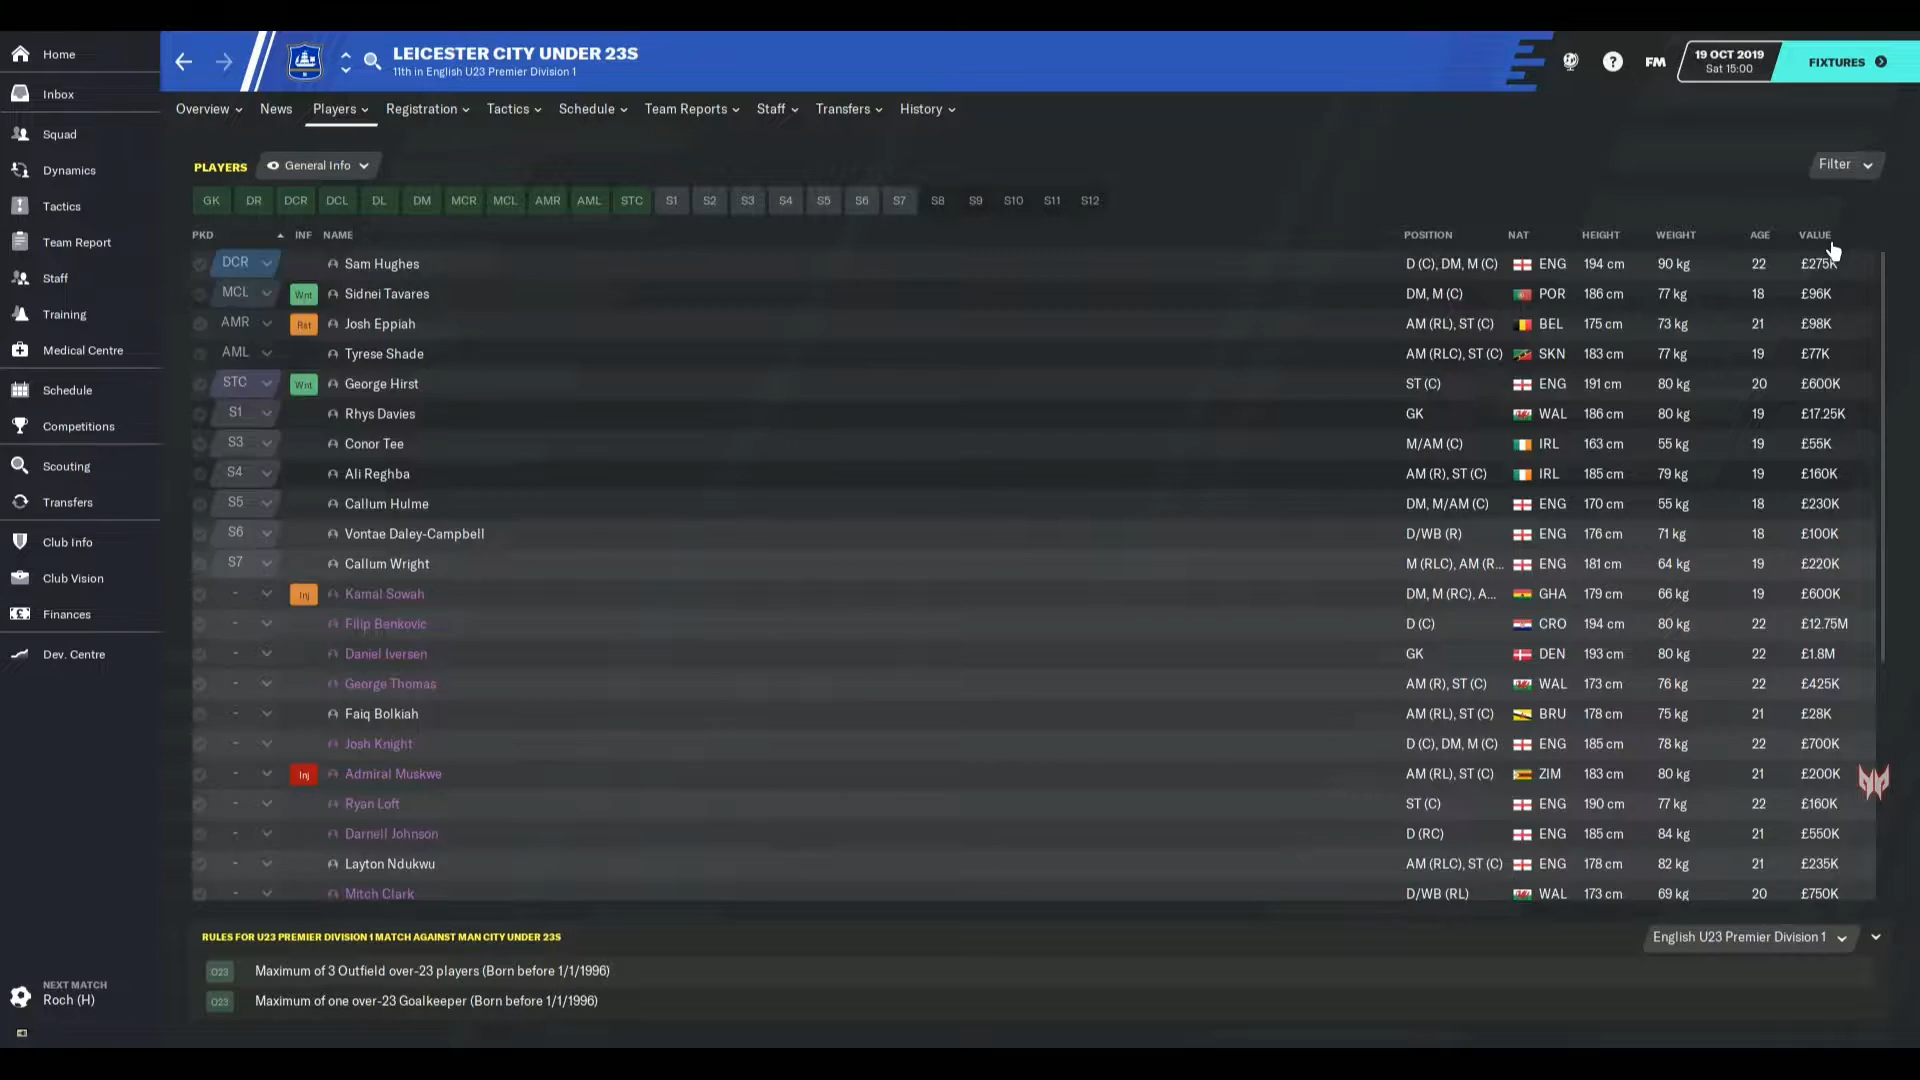 Home
Inbox
Squad
Dynamics
Tactics
Team Report
Staff
Training
Medical Centre
Schedule
Competitions
Scouting
Transfers
Club Info
Club Vision
Finances
Dev. Centre
NEXT MATCH
Roch (H)
LEICESTER CITY UNDER 23S
11th in English U23 Premier Division 1
FM
19 OCT 2019
Sat 15:00
FIXTURES
Overview News Players Registration Tactics Schedule Team Reports Staff Transfers History
PLAYERS General Info Filter
GK DR DCR DCL DL DM MCR MCL AMR AML STC S1 S2 S3 S4 S5 S6 S7 S8 S9 S10 S11 S12
PKD INF NAME POSITION NAT HEIGHT WEIGHT AGE VALUE
DCR Sam Hughes D (C), DM, M (C) ENG 194 cm 90 kg 22 £275K
MCL Wnt Sidnei Tavares DM, M (C) POR 186 cm 77 kg 18 £96K
AMR Rst Josh Eppiah AM (RL), ST (C) BEL 175 cm 73 kg 21 £98K
AML Tyrese Shade AM (RLC), ST (C) SKN 183 cm 77 kg 19 £77K
STC Wnt George Hirst ST (C) ENG 191 cm 80 kg 20 £600K
S1 Rhys Davies GK WAL 186 cm 80 kg 19 £17.25K
S3 Conor Tee M/AM (C) IRL 163 cm 55 kg 19 £55K
S4 Ali Reghba AM (R), ST (C) IRL 185 cm 79 kg 19 £160K
S5 Callum Hulme DM, M/AM (C) ENG 170 cm 55 kg 18 £230K
S6 Vontae Daley-Campbell D/WB (R) ENG 176 cm 71 kg 18 £100K
S7 Callum Wright M (RLC), AM (R... ENG 181 cm 64 kg 19 £220K
- Inj Kamal Sowah DM, M (RC), A... GHA 179 cm 66 kg 19 £600K
- Filip Benkovic D (C) CRO 194 cm 80 kg 22 £12.75M
- Daniel Iversen GK DEN 193 cm 80 kg 22 £1.8M
- George Thomas AM (R), ST (C) WAL 173 cm 76 kg 22 £425K
- Faiq Bolkiah AM (RL), ST (C) BRU 178 cm 75 kg 21 £28K
- Josh Knight D (C), DM, M (C) ENG 185 cm 78 kg 22 £700K
- Inj Admiral Muskwe AM (RL), ST (C) ZIM 183 cm 80 kg 21 £200K
- Ryan Loft ST (C) ENG 190 cm 77 kg 22 £160K
- Darnell Johnson D (RC) ENG 185 cm 84 kg 21 £550K
- Layton Ndukwu AM (RLC), ST (C) ENG 178 cm 82 kg 21 £235K
- Mitch Clark D/WB (RL) WAL 173 cm 69 kg 20 £750K
RULES FOR U23 PREMIER DIVISION 1 MATCH AGAINST MAN CITY UNDER 23S English U23 Premier Division 1
O23 Maximum of 3 Outfield over-23 players (Born before 1/1/1996)
O23 Maximum of one over-23 Goalkeeper (Born before 1/1/1996)